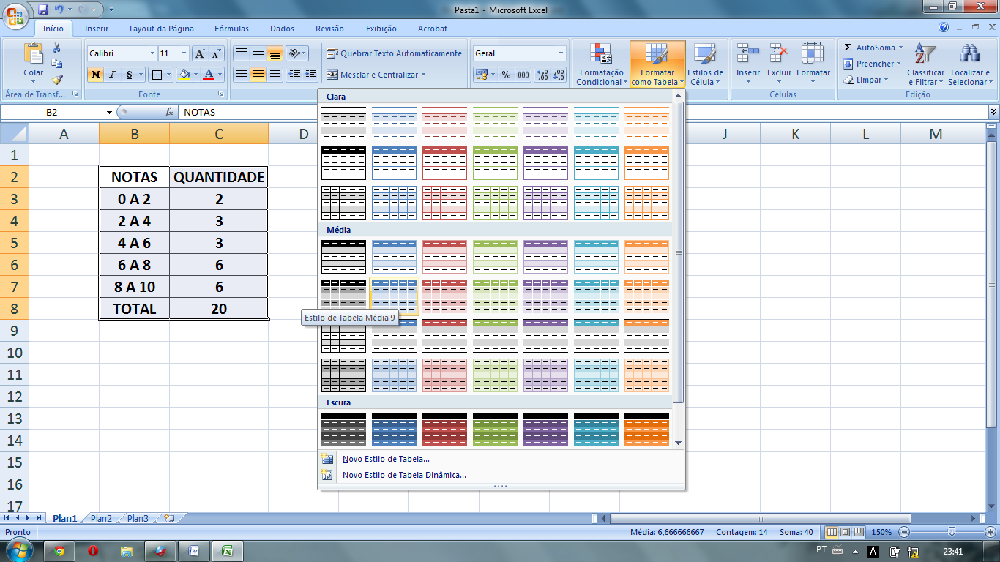 Pasta1 - Microsoft Excel
Início Inserir Layout da Página Fórmulas Dados Revisão Exibição Acrobat
Colar
Área de Transf...
Calibri 11
N I S
Fonte
Quebrar Texto Automaticamente
Mesclar e Centralizar
Geral
% 000
Formatação Condicional
Formatar como Tabela
Estilos de Célula
Inserir Excluir Formatar
Células
AutoSoma
Preencher
Limpar
Classificar e Filtrar
Localizar e Selecionar
Edição
B2 fx NOTAS
A B C D J K L M
1
2 NOTAS QUANTIDADE
3 0 A 2 2
4 2 A 4 3
5 4 A 6 3
6 6 A 8 6
7 8 A 10 6
8 TOTAL 20
9
10
11
12
13
14
15
16
17
Clara
Média
Estilo de Tabela Média 9
Escura
Novo Estilo de Tabela...
Novo Estilo de Tabela Dinâmica...
Plan1 Plan2 Plan3
Pronto Média: 6,666666667 Contagem: 14 Soma: 40 150%
PT A 23:41